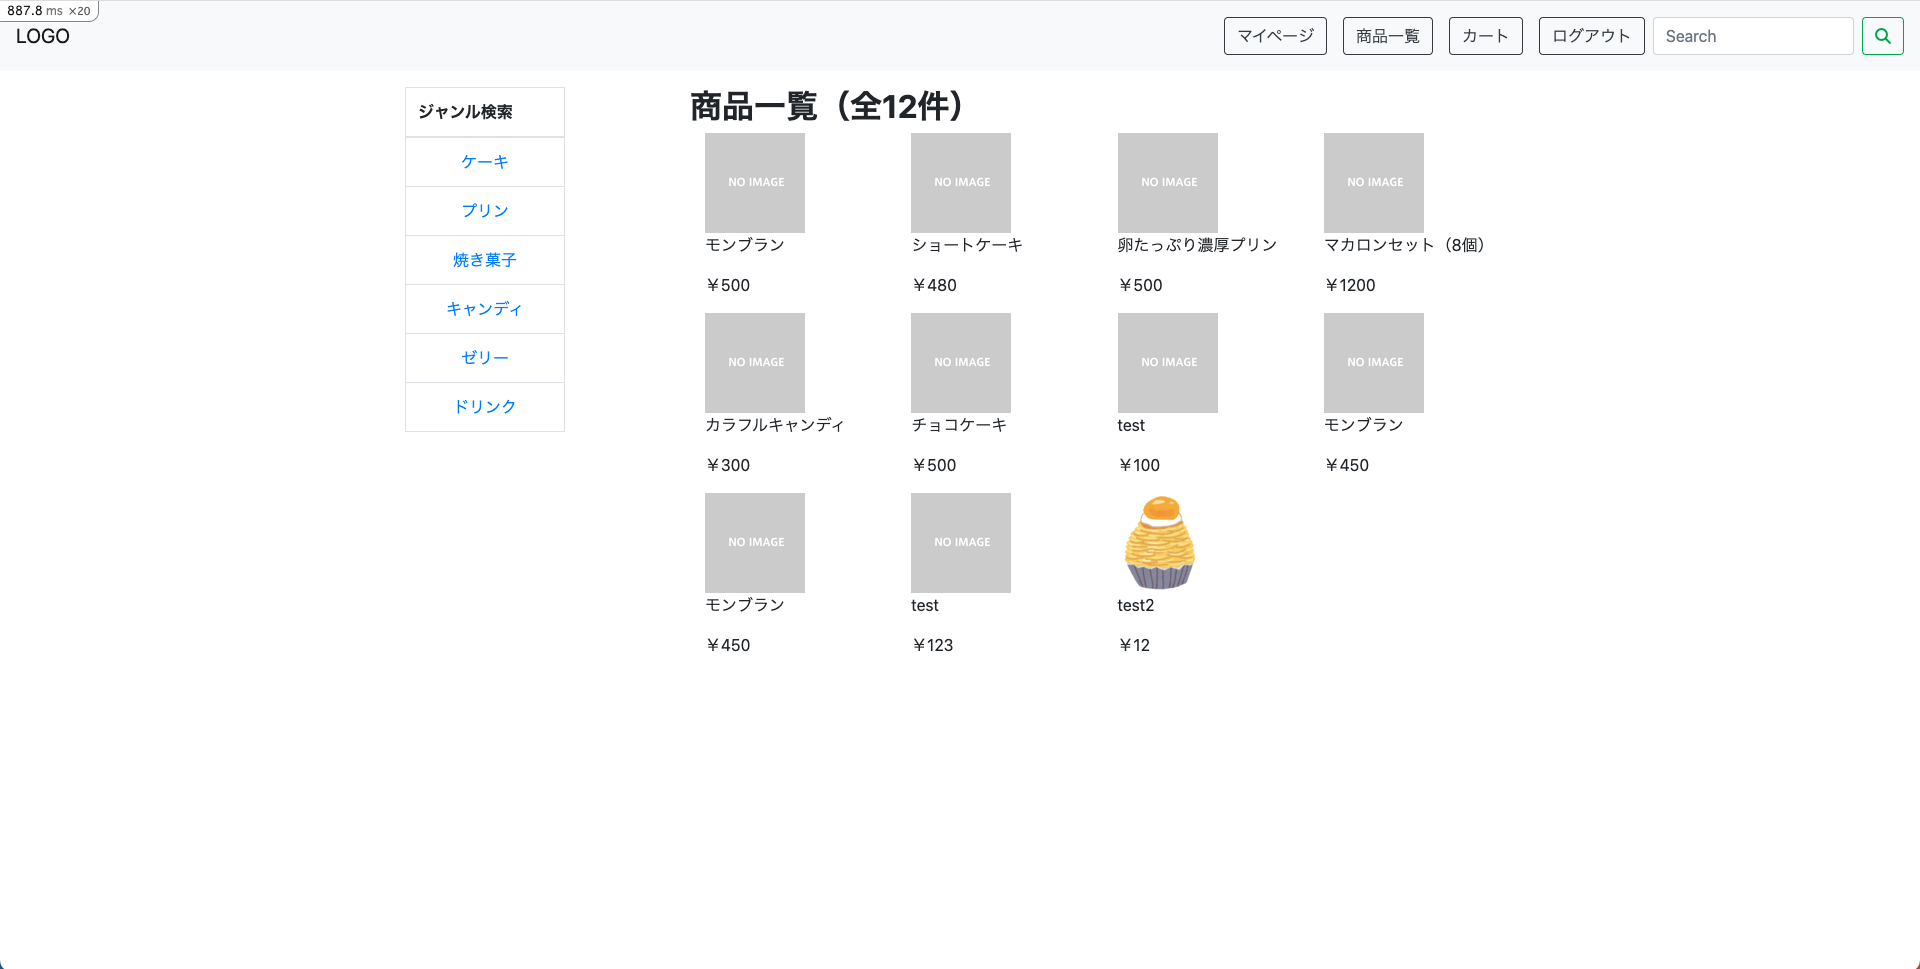 887.8 ms ×20
LOGO
マイページ 商品一覧 カート ログアウト Search
ジャンル検索
ケーキ
プリン
焼き菓子
キャンディ
ゼリー
ドリンク
商品一覧（全12件）
NO IMAGE NO IMAGE NO IMAGE NO IMAGE
モンブラン ショートケーキ 卵たっぷり濃厚プリン マカロンセット（8個）
￥500 ￥480 ￥500 ￥1200
NO IMAGE NO IMAGE NO IMAGE NO IMAGE
カラフルキャンディ チョコケーキ test モンブラン
￥300 ￥500 ￥100 ￥450
NO IMAGE NO IMAGE
モンブラン test test2
￥450 ￥123 ￥12